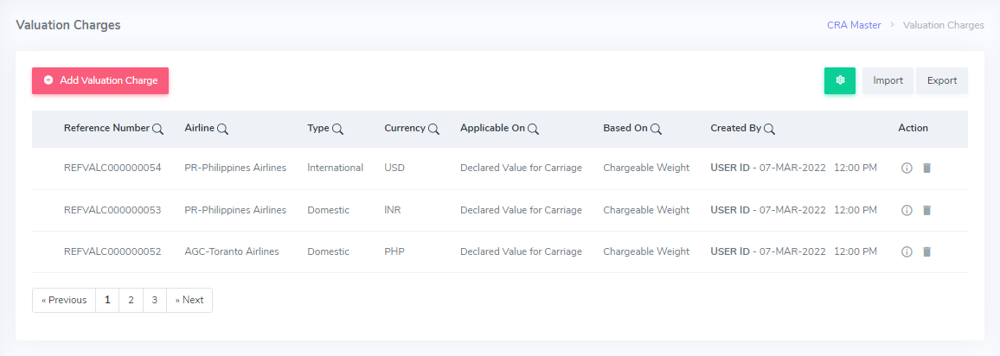 Valuation Charges
CRA Master > Valuation Charges
Add Valuation Charge
Import Export
Reference Number Airline Type Currency Applicable On Based On Created By Action
REFVALC000000054 PR-Philippines Airlines International USD Declared Value for Carriage Chargeable Weight USER ID - 07-MAR-2022 12:00 PM
REFVALC000000053 PR-Philippines Airlines Domestic INR Declared Value for Carriage Chargeable Weight USER ID - 07-MAR-2022 12:00 PM
REFVALC000000052 AGC-Toranto Airlines Domestic PHP Declared Value for Carriage Chargeable Weight USER ID - 07-MAR-2022 12:00 PM
« Previous 1 2 3 » Next